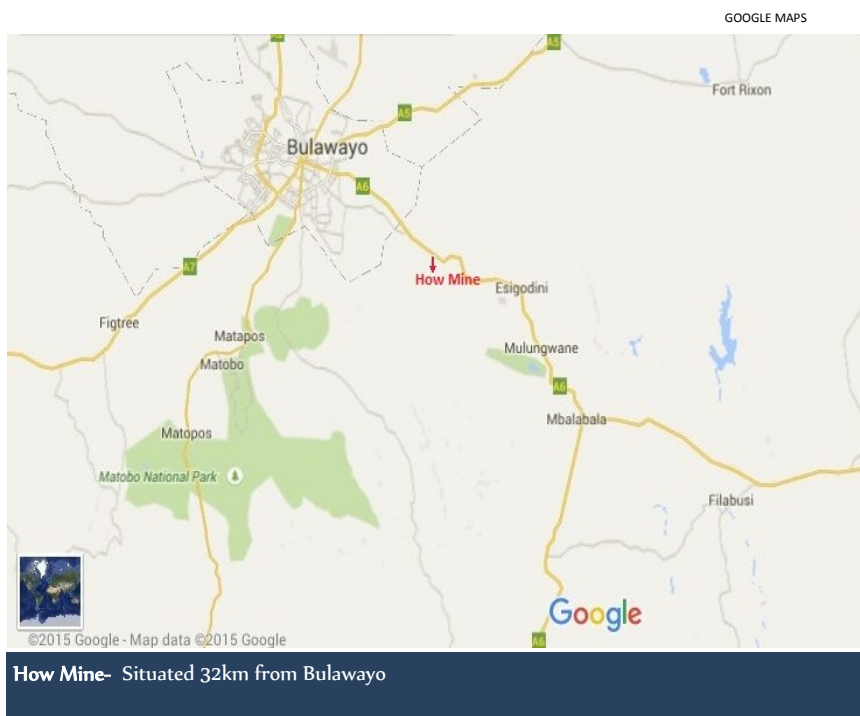 GOOGLE MAPS
A5
Fort Rixon
A5
Bulawayo
A6
A7
How Mine
Esigodini
Figtree
Matapos
Mulungwane
Matobo
A6
Mbalabala
Matopos
Matobo National Park
Filabusi
Google
©2015 Google - Map data ©2015 Google
A6
How Mine- Situated 32km from Bulawayo